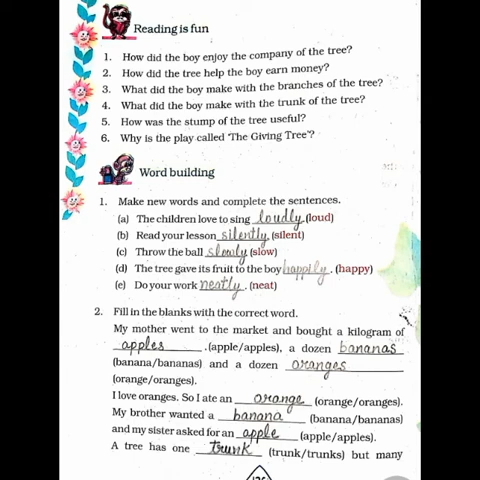 Reading is fun
1. How did the boy enjoy the company of the tree?
2. How did the tree help the boy earn money?
3. What did the boy make with the branches of the tree?
4. What did the boy make with the trunk of the tree?
5. How was the stump of the tree useful?
6. Why is the play called 'The Giving Tree'?
Word building
1. Make new words and complete the sentences.
(a) The children love to sing loudly. (loud)
(b) Read your lesson silently. (silent)
(c) Throw the ball slowly (slow)
(d) The tree gave its fruit to the boy happily. (happy)
(e) Do your work neatly. (neat)
2. Fill in the blanks with the correct word.
My mother went to the market and bought a kilogram of
apples. (apple/apples), a dozen bananas
(banana/bananas) and a dozen oranges
(orange/oranges).
I love oranges. So I ate an orange (orange/oranges).
My brother wanted a banana (banana/bananas)
and my sister asked for an apple (apple/apples).
A tree has one trunk (trunk/trunks) but many